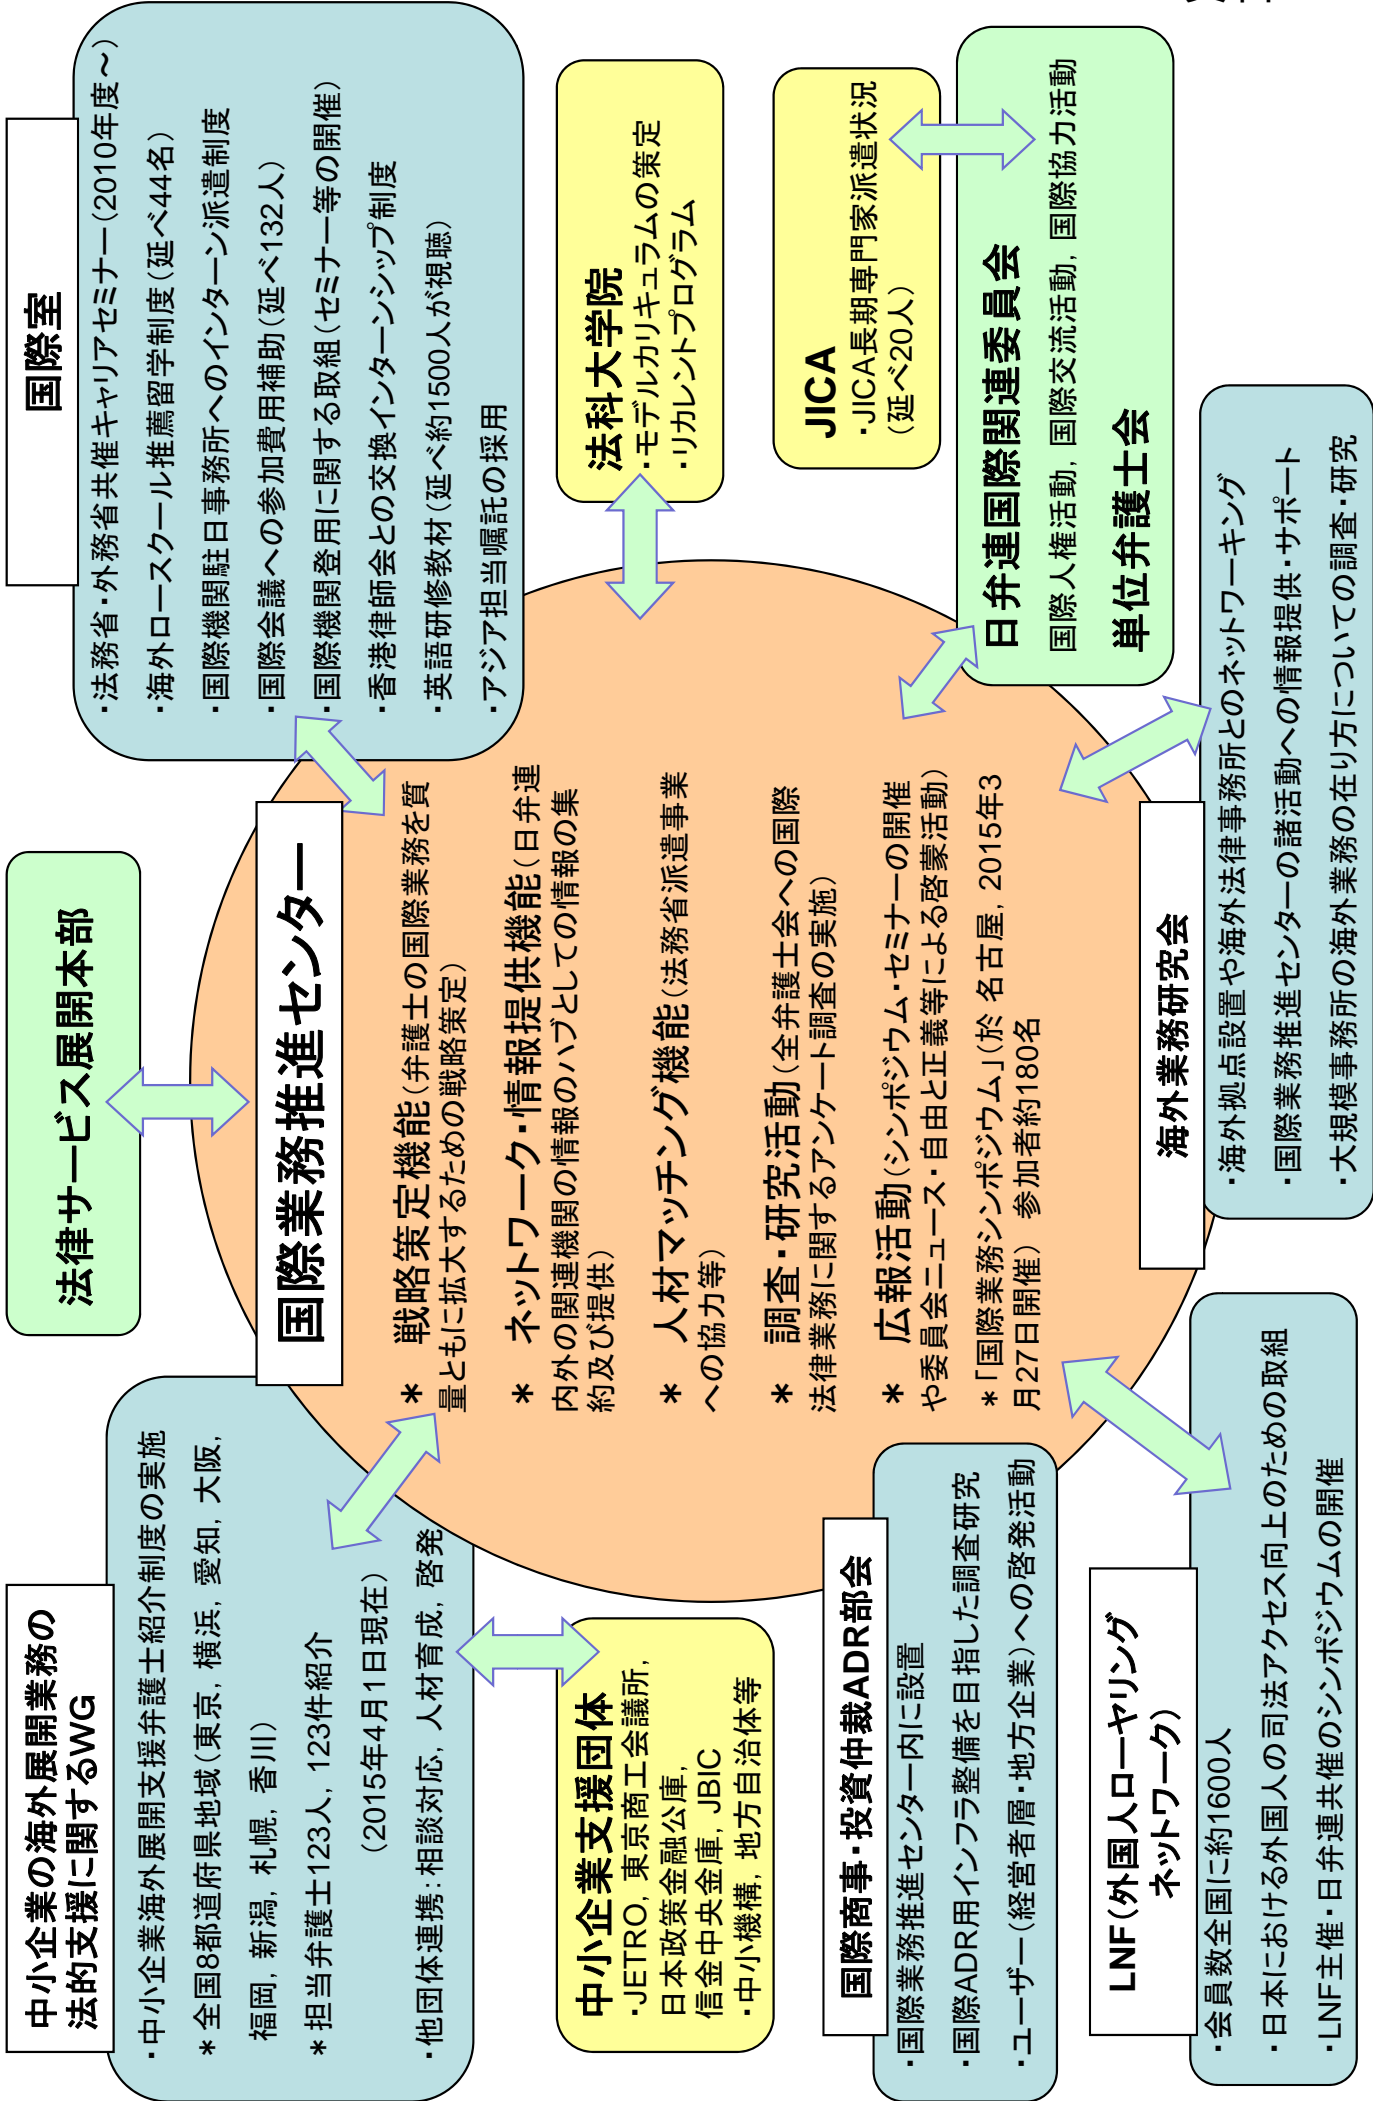 法律サービス展開本部
中小企業の海外展開業務の
法的支援に関するWG
・中小企業海外展開支援弁護士紹介制度の実施
＊全国8都道府県地域（東京，横浜，愛知，大阪，
福岡，新潟，札幌，香川）
＊担当弁護士123人，123件紹介
（2015年4月1日現在）
・他団体連携：相談対応，人材育成，啓発
国際業務推進センター
＊　戦略策定機能（弁護士の国際業務を質
量ともに拡大するための戦略策定）
＊　ネットワーク・情報提供機能（日弁連
内外の関連機関の情報のハブとしての情報の集
約及び提供）
＊　人材マッチング機能（法務省派遣事業
への協力等）
＊　調査・研究活動（全弁護士会への国際
法律業務に関するアンケート調査の実施）
＊　広報活動（シンポジウム・セミナーの開催
や委員会ニュース・自由と正義等による啓蒙活動）
＊「国際業務シンポジウム」（於 名古屋，2015年3
月27日開催）　参加者約180名
国際室
・法務省・外務省共催キャリアセミナー（2010年度～）
・海外ロースクール推薦留学制度（延べ44名）
・国際機関駐日事務所へのインターン派遣制度
・国際会議への参加費用補助（延べ132人）
・国際機関登用に関する取組（セミナー等の開催）
・香港律師会との交換インターンシップ制度
・英語研修教材（延べ約1500人が視聴）
・アジア担当嘱託の採用
中小企業支援団体
・JETRO，東京商工会議所，
日本政策金融公庫，
信金中央金庫，JBIC
・中小機構，地方自治体等
法科大学院
・モデルカリキュラムの策定
・リカレントプログラム
国際商事・投資仲裁ADR部会
・国際業務推進センター内に設置
・国際ADR用インフラ整備を目指した調査研究
・ユーザー（経営者層・地方企業）への啓発活動
JICA
・JICA長期専門家派遣状況
（延べ20人）
日弁連国際関連委員会
国際人権活動，国際交流活動，国際協力活動
単位弁護士会
LNF（外国人ローヤリング
ネットワーク）
・会員数全国に約1600人
・日本における外国人の司法アクセス向上のための取組
・LNF主催・日弁連共催のシンポジウムの開催
海外業務研究会
・海外拠点設置や海外法律事務所とのネットワーキング
・国際業務推進センターの諸活動への情報提供・サポート
・大規模事務所の海外業務の在り方についての調査・研究